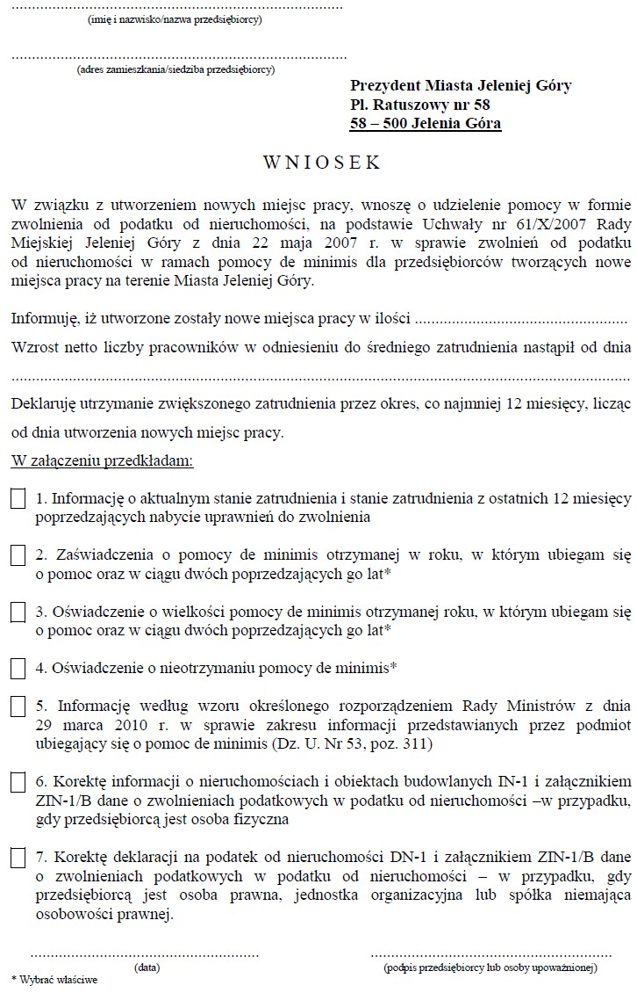 ................................................................................
(imię i nazwisko/nazwa przedsiębiorcy)
.................................................................................
(adres zamieszkania/siedziba przedsiębiorcy)
Prezydent Miasta Jeleniej Góry
Pl. Ratuszowy nr 58
58 – 500 Jelenia Góra
W N I O S E K
W związku z utworzeniem nowych miejsc pracy, wnoszę o udzielenie pomocy w formie
zwolnienia od podatku od nieruchomości, na podstawie Uchwały nr 61/X/2007 Rady
Miejskiej Jeleniej Góry z dnia 22 maja 2007 r. w sprawie zwolnień od podatku
od nieruchomości w ramach pomocy de minimis dla przedsiębiorców tworzących nowe
miejsca pracy na terenie Miasta Jeleniej Góry.
Informuję, iż utworzone zostały nowe miejsca pracy w ilości ....................................................
Wzrost netto liczby pracowników w odniesieniu do średniego zatrudnienia nastąpił od dnia
......................................................................................................................................................
Deklaruję utrzymanie zwiększonego zatrudnienia przez okres, co najmniej 12 miesięcy, licząc
od dnia utworzenia nowych miejsc pracy.
W załączeniu przedkładam:
1. Informację o aktualnym stanie zatrudnienia i stanie zatrudnienia z ostatnich 12 miesięcy
poprzedzających nabycie uprawnień do zwolnienia
2. Zaświadczenia o pomocy de minimis otrzymanej w roku, w którym ubiegam się
o pomoc oraz w ciągu dwóch poprzedzających go lat*
3. Oświadczenie o wielkości pomocy de minimis otrzymanej roku, w którym ubiegam się
o pomoc oraz w ciągu dwóch poprzedzających go lat*
4. Oświadczenie o nieotrzymaniu pomocy de minimis*
5. Informację według wzoru określonego rozporządzeniem Rady Ministrów z dnia
29 marca 2010 r. w sprawie zakresu informacji przedstawianych przez podmiot
ubiegający się o pomoc de minimis (Dz. U. Nr 53, poz. 311)
6. Korektę informacji o nieruchomościach i obiektach budowlanych IN-1 i załącznikiem
ZIN-1/B dane o zwolnieniach podatkowych w podatku od nieruchomości –w przypadku,
gdy przedsiębiorcą jest osoba fizyczna
7. Korektę deklaracji na podatek od nieruchomości DN-1 i załącznikiem ZIN-1/B dane
o zwolnieniach podatkowych w podatku od nieruchomości – w przypadku, gdy
przedsiębiorcą jest osoba prawna, jednostka organizacyjna lub spółka niemająca
osobowości prawnej.
........................................................ ...........................................................
(data) (podpis przedsiębiorcy lub osoby upoważnionej)
* Wybrać właściwe